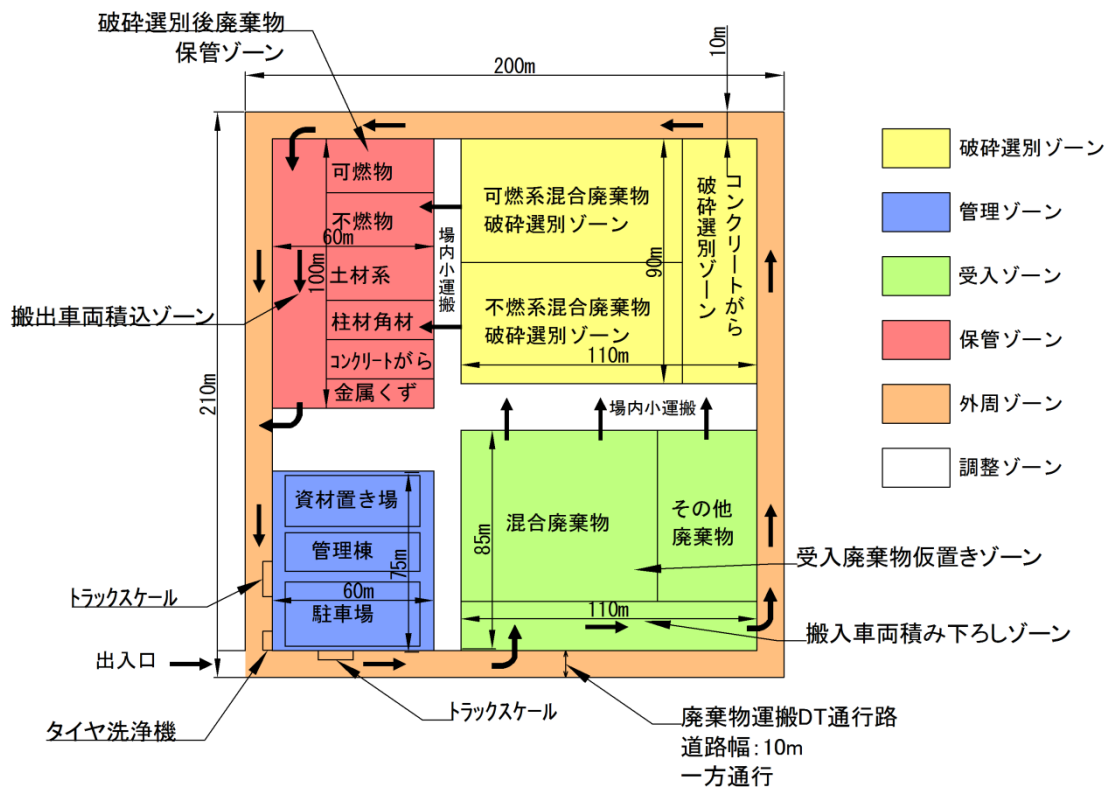 破砕選別後廃棄物
保管ゾーン
200m
10m
210m
可燃物
不燃物
60m
100m
土材系
柱材角材
コンクリートがら
金属くず
場内小運搬
可燃系混合廃棄物
破砕選別ゾーン
不燃系混合廃棄物
破砕選別ゾーン
90m
110m
コンクリートがら
破砕選別ゾーン
搬出車両積込ゾーン
場内小運搬
資材置き場
管理棟
75m
60m
駐車場
混合廃棄物
85m
その他
廃棄物
110m
受入廃棄物仮置きゾーン
搬入車両積み下ろしゾーン
トラックスケール
出入口
タイヤ洗浄機
トラックスケール
廃棄物運搬DT通行路
道路幅:10m
一方通行
破砕選別ゾーン
管理ゾーン
受入ゾーン
保管ゾーン
外周ゾーン
調整ゾーン